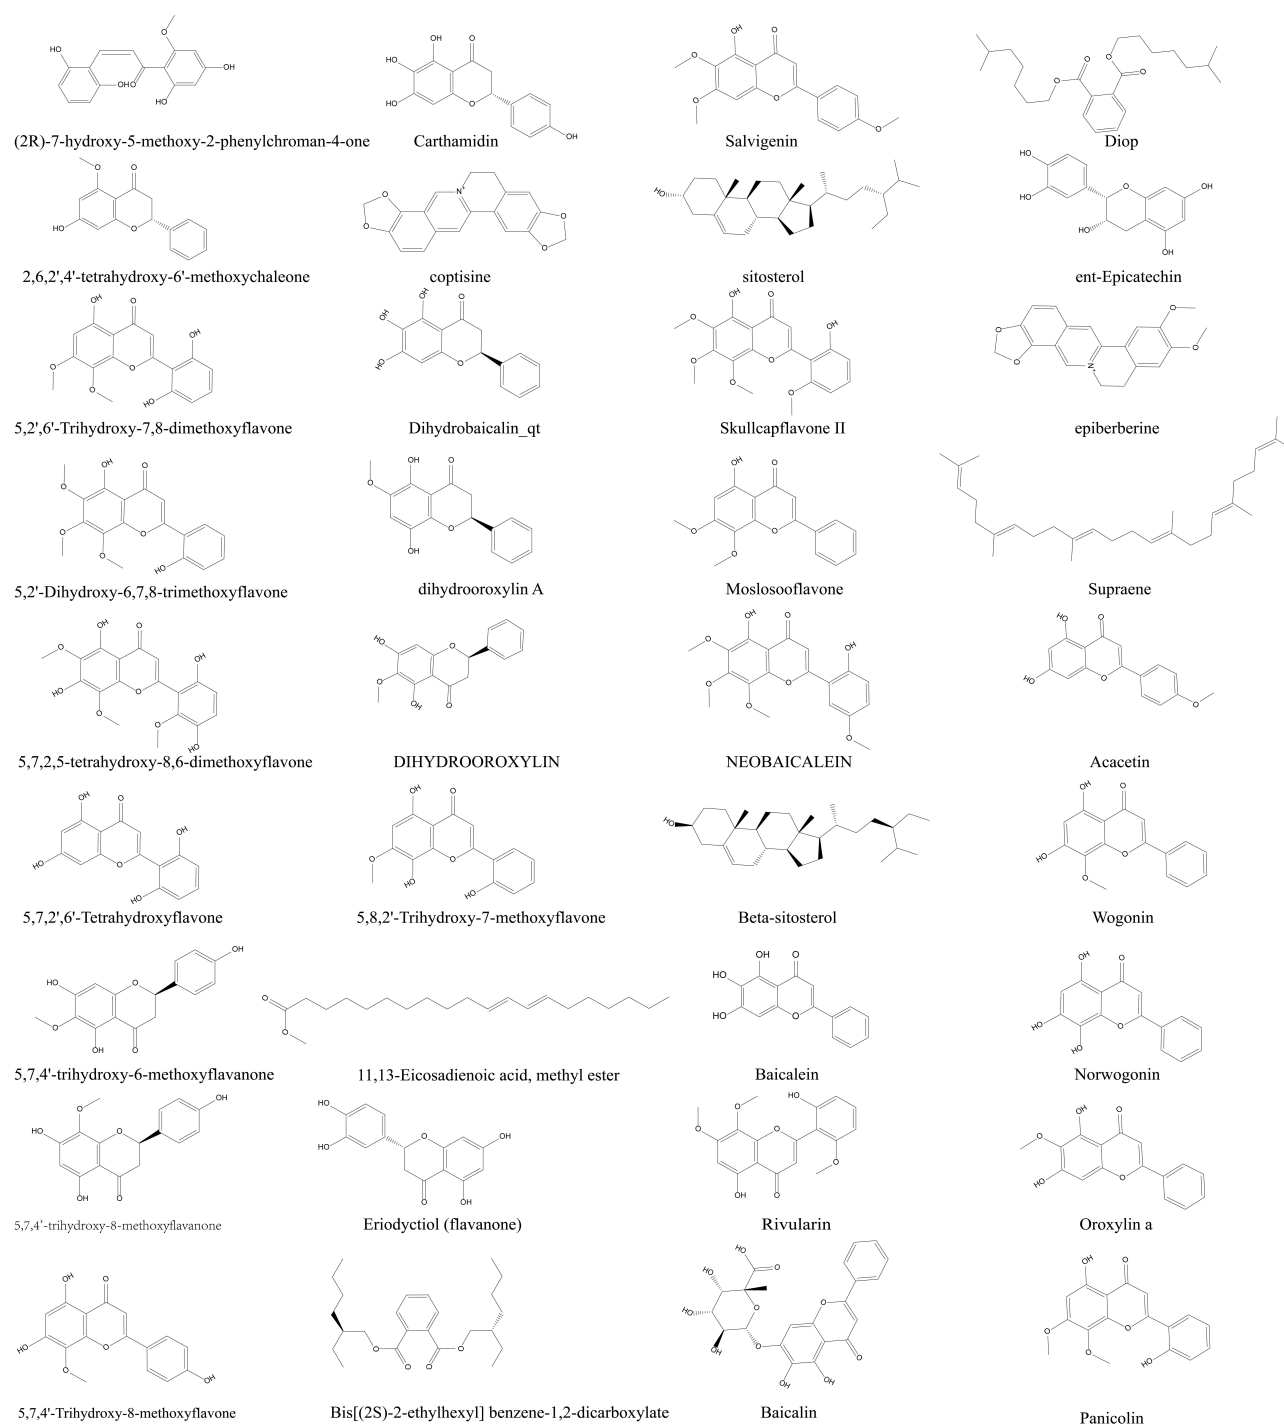 (2R)-7-hydroxy-5-methoxy-2-phenylchroman-4-one
Carthamidin
Salvigenin
Diop
2,6,2',4'-tetrahydroxy-6'-methoxychaleone
coptisine
sitosterol
ent-Epicatechin
5,2',6'-Trihydroxy-7,8-dimethoxyflavone
Dihydrobaicalin_qt
Skullcapflavone II
epiberberine
5,2'-Dihydroxy-6,7,8-trimethoxyflavone
dihydrooroxylin A
Moslosooflavone
Supraene
5,7,2,5-tetrahydroxy-8,6-dimethoxyflavone
DIHYDROOROXYLIN
NEOBAICALEIN
Acacetin
5,7,2',6'-Tetrahydroxyflavone
5,8,2'-Trihydroxy-7-methoxyflavone
Beta-sitosterol
Wogonin
5,7,4'-trihydroxy-6-methoxyflavanone
11,13-Eicosadienoic acid, methyl ester
Baicalein
Norwogonin
5,7,4'-trihydroxy-8-methoxyflavanone
Eriodyctiol (flavanone)
Rivularin
Oroxylin a
5,7,4'-Trihydroxy-8-methoxyflavone
Bis[(2S)-2-ethylhexyl] benzene-1,2-dicarboxylate
Baicalin
Panicolin